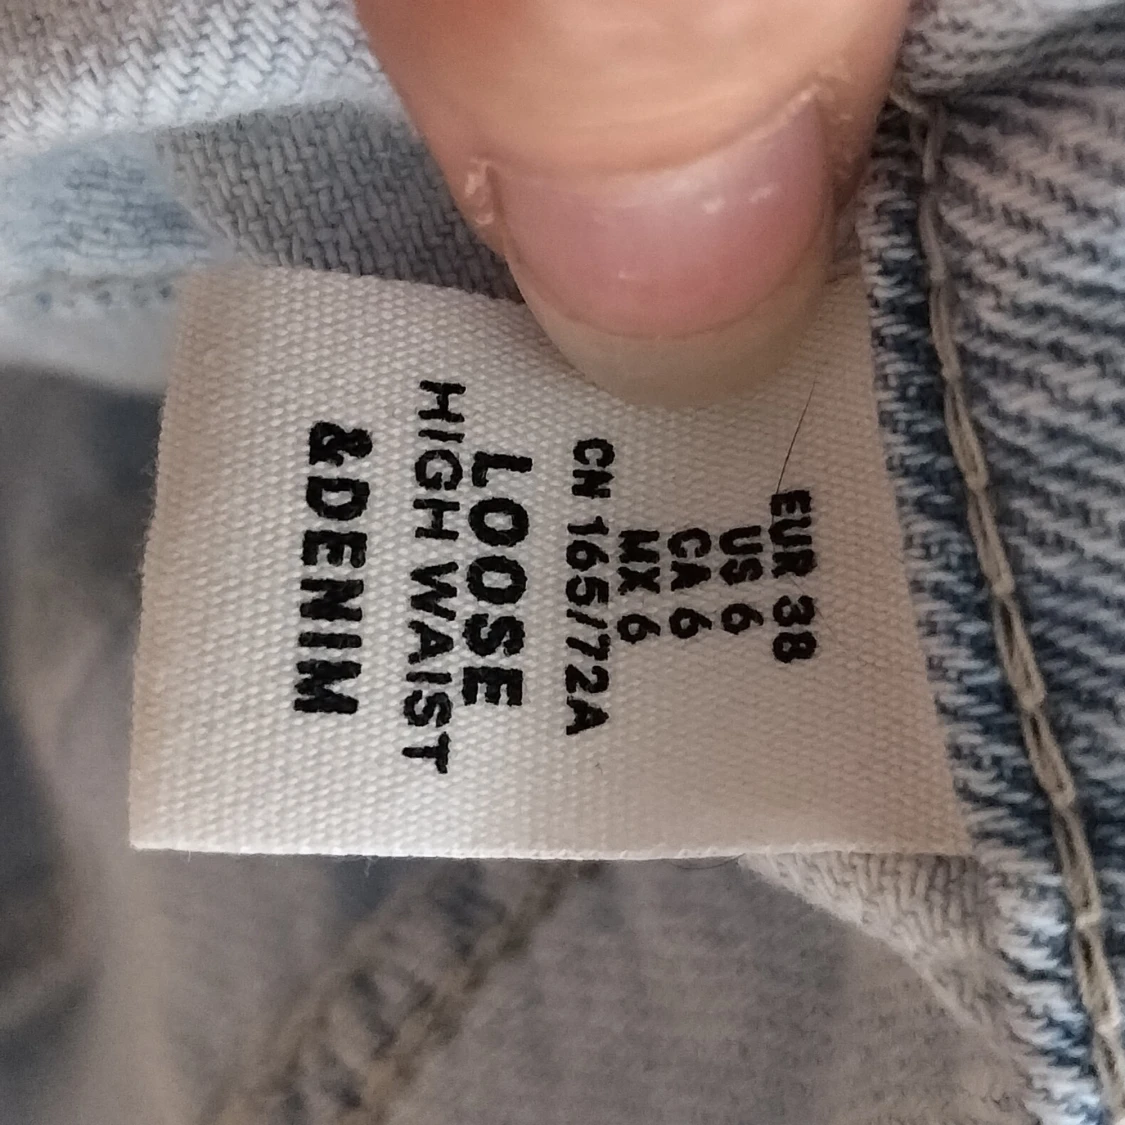 EUR 38
US 6
CA 6
MX 6
CN 165/72A
LOOSE
HIGH WAIST
&DENIM